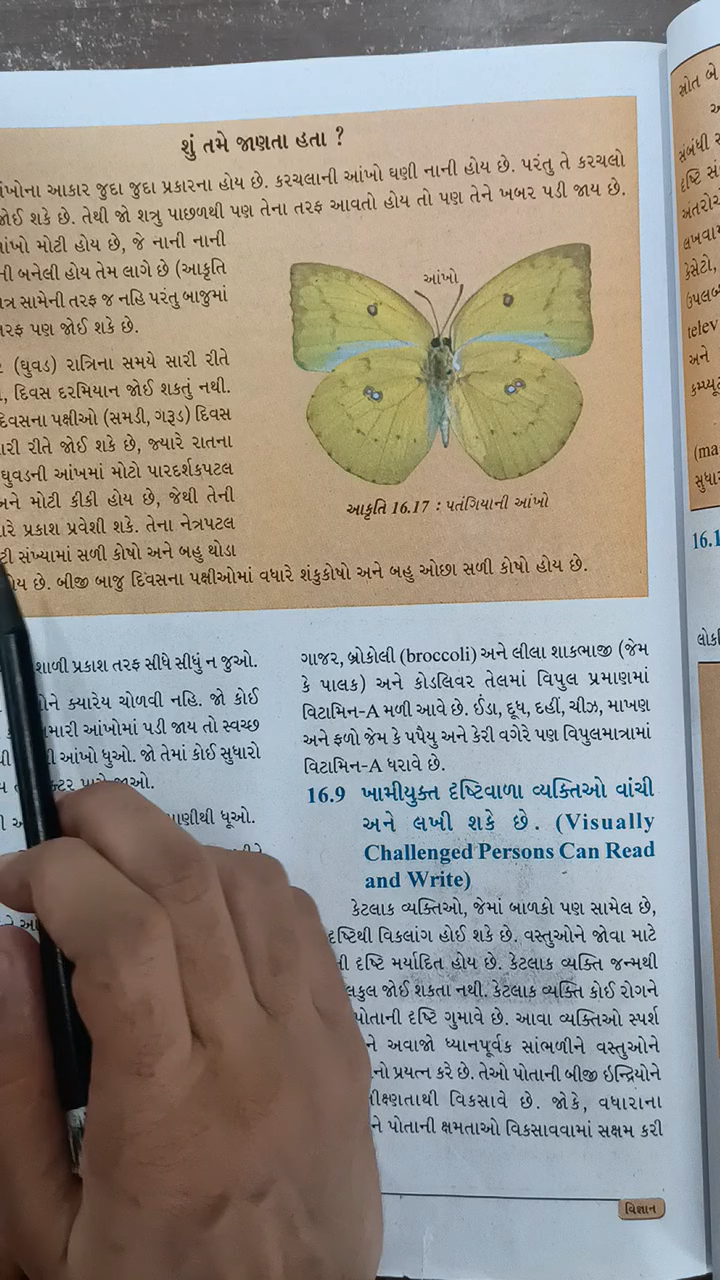 શું તમે જાણતા હતા ?
આકાર જુદા જુદા પ્રકારના હોય છે. કરચલાની આંખો ઘણી નાની હોય છે. પરંતુ તે કરચલો
જોઈ શકે છે. તેથી જો શત્રુ પાછળથી પણ તેના તરફ આવતો હોય તો પણ તેને ખબર પડી જાય છે.
મોટી હોય છે, જે નાની નાની
બનેલી હોય તેમ લાગે છે (આકૃતિ
સામેની તરફ જ નહિ પરંતુ બાજુમાં
પણ જોઈ શકે છે.
(ઘુવડ) રાત્રિના સમયે સારી રીતે
દિવસ દરમિયાન જોઈ શકતું નથી.
દિવસના પક્ષીઓ (સમડી, ગરૂડ) દિવસ
રીતે જોઈ શકે છે, જ્યારે રાતના
ઘુવડની આંખમાં મોટો પારદર્શકપટલ
અને મોટી કીકી હોય છે, જેથી તેની
પ્રકાશ પ્રવેશી શકે. તેના નેત્રપટલ
સંખ્યામાં સળી કોષો અને બહુ થોડા
છે. બીજી બાજુ દિવસના પક્ષીઓમાં વધારે શંકુકોષો અને બહુ ઓછા સળી કોષો હોય છે.
આંખો
આકૃતિ 16.17 : પતંગિયાની આંખો
પ્રકાશ તરફ સીધે સીધું ન જુઓ.
ક્યારેય ચોળવી નહિ. જો કોઈ
આંખોમાં પડી જાય તો સ્વચ્છ
આંખો ધુઓ. જો તેમાં કોઈ સુધારો
ધૂઓ.
ગાજર, બ્રોકોલી (broccoli) અને લીલા શાકભાજી (જેમ
કે પાલક) અને કોડલિવર તેલમાં વિપુલ પ્રમાણમાં
વિટામિન-A મળી આવે છે. ઈંડા, દૂધ, દહીં, ચીઝ, માખણ
અને ફળો જેમ કે પપૈયુ અને કેરી વગેરે પણ વિપુલમાત્રામાં
વિટામિન-A ધરાવે છે.
16.9 ખામીયુક્ત દૃષ્ટિવાળા વ્યક્તિઓ વાંચી
અને લખી શકે છે. (Visually
Challenged Persons Can Read
and Write)
કેટલાક વ્યક્તિઓ, જેમાં બાળકો પણ સામેલ છે,
દૃષ્ટિથી વિકલાંગ હોઈ શકે છે. વસ્તુઓને જોવા માટે
દૃષ્ટિ મર્યાદિત હોય છે. કેટલાક વ્યક્તિ જન્મથી
જોઈ શકતા નથી. કેટલાક વ્યક્તિ કોઈ રોગને
પોતાની દૃષ્ટિ ગુમાવે છે. આવા વ્યક્તિઓ સ્પર્શ
અવાજો ધ્યાનપૂર્વક સાંભળીને વસ્તુઓને
પ્રયત્ન કરે છે. તેઓ પોતાની બીજી ઇન્દ્રિયોને
વિકસાવે છે. જોકે, વધારાના
પોતાની ક્ષમતાઓ વિકસાવવામાં સક્ષમ કરી
વિજ્ઞાન
સંબંધી
દૃષ્ટિ
કેસેટો,
અને
16.1